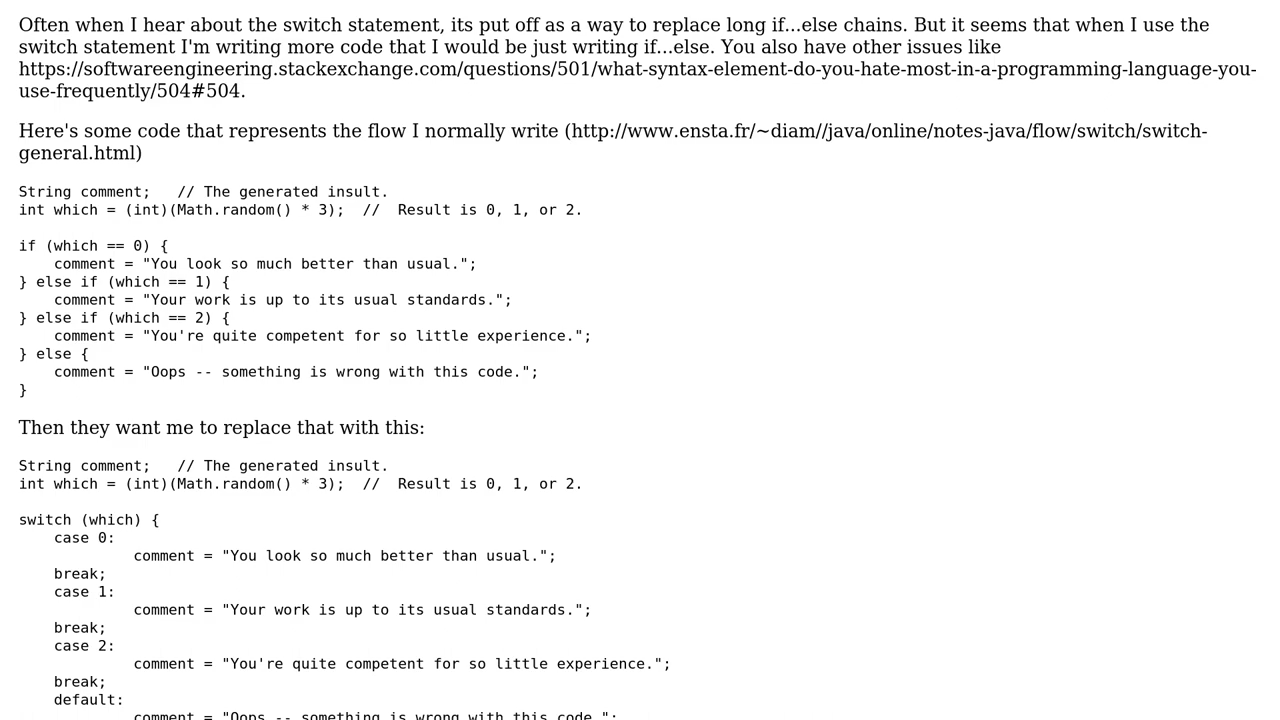 Often when I hear about the switch statement, its put off as a way to replace long if...else chains. But it seems that when I use the
switch statement I'm writing more code that I would be just writing if...else. You also have other issues like
https://softwareengineering.stackexchange.com/questions/501/what-syntax-element-do-you-hate-most-in-a-programming-language-you-
use-frequently/504#504.
Here's some code that represents the flow I normally write (http://www.ensta.fr/~diam//java/online/notes-java/flow/switch/switch-
general.html)
String comment;   // The generated insult.
int which = (int)(Math.random() * 3);  //  Result is 0, 1, or 2.
if (which == 0) {
    comment = "You look so much better than usual.";
} else if (which == 1) {
    comment = "Your work is up to its usual standards.";
} else if (which == 2) {
    comment = "You're quite competent for so little experience.";
} else {
    comment = "Oops -- something is wrong with this code.";
}
Then they want me to replace that with this:
String comment;   // The generated insult.
int which = (int)(Math.random() * 3);  //  Result is 0, 1, or 2.
switch (which) {
    case 0:
             comment = "You look so much better than usual.";
    break;
    case 1:
             comment = "Your work is up to its usual standards.";
    break;
    case 2:
             comment = "You're quite competent for so little experience.";
    break;
    default:
             comment = "Oops -- something is wrong with this code.";